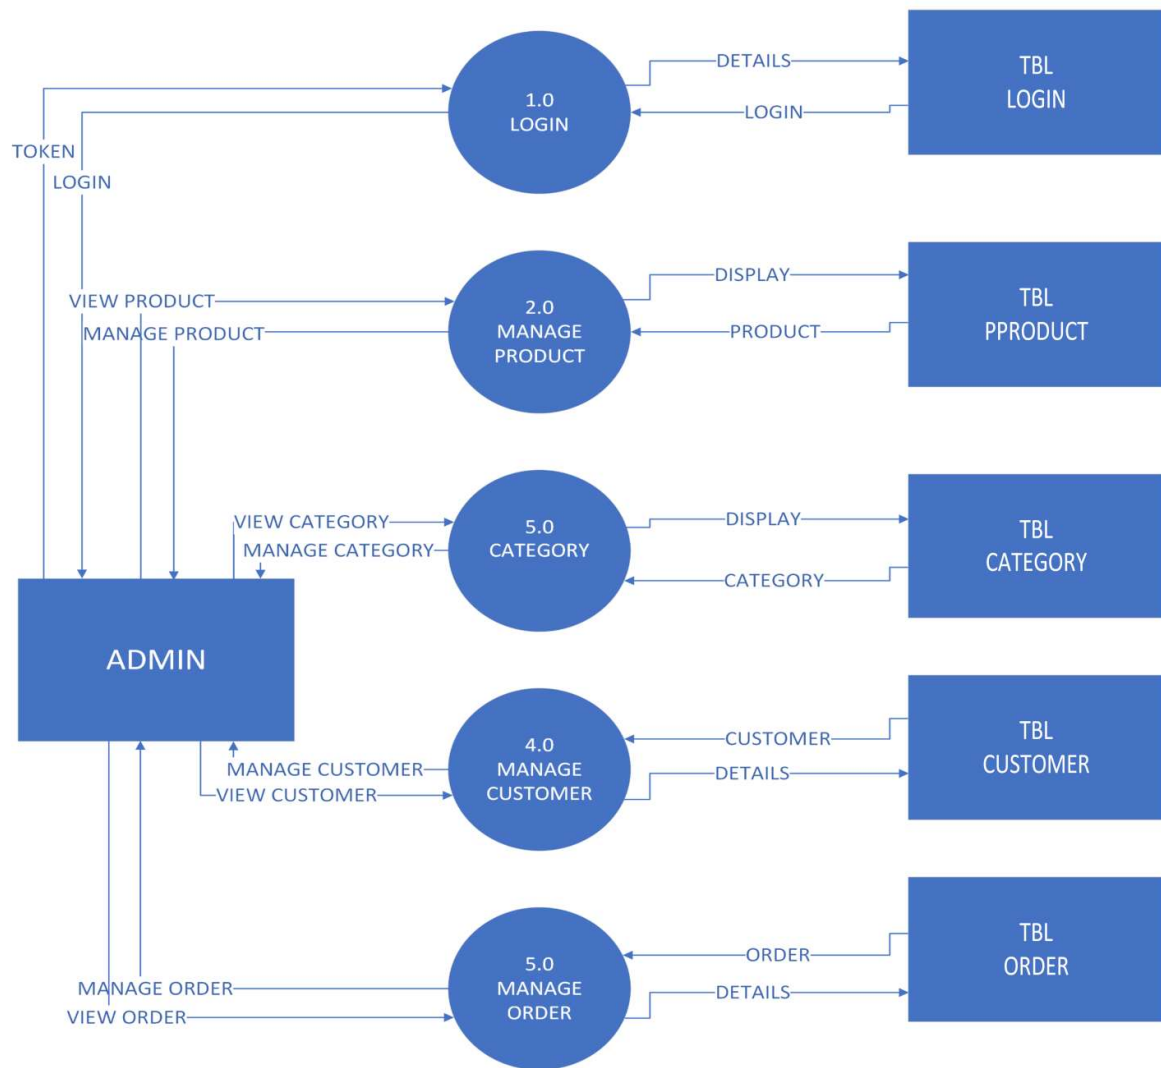 1.0
LOGIN
DETAILS
LOGIN
TBL
LOGIN
TOKEN
LOGIN
VIEW PRODUCT
MANAGE PRODUCT
2.0
MANAGE
PRODUCT
DISPLAY
PRODUCT
TBL
PPRODUCT
VIEW CATEGORY
MANAGE CATEGORY
5.0
CATEGORY
DISPLAY
CATEGORY
TBL
CATEGORY
ADMIN
MANAGE CUSTOMER
VIEW CUSTOMER
4.0
MANAGE
CUSTOMER
CUSTOMER
DETAILS
TBL
CUSTOMER
MANAGE ORDER
VIEW ORDER
5.0
MANAGE
ORDER
ORDER
DETAILS
TBL
ORDER